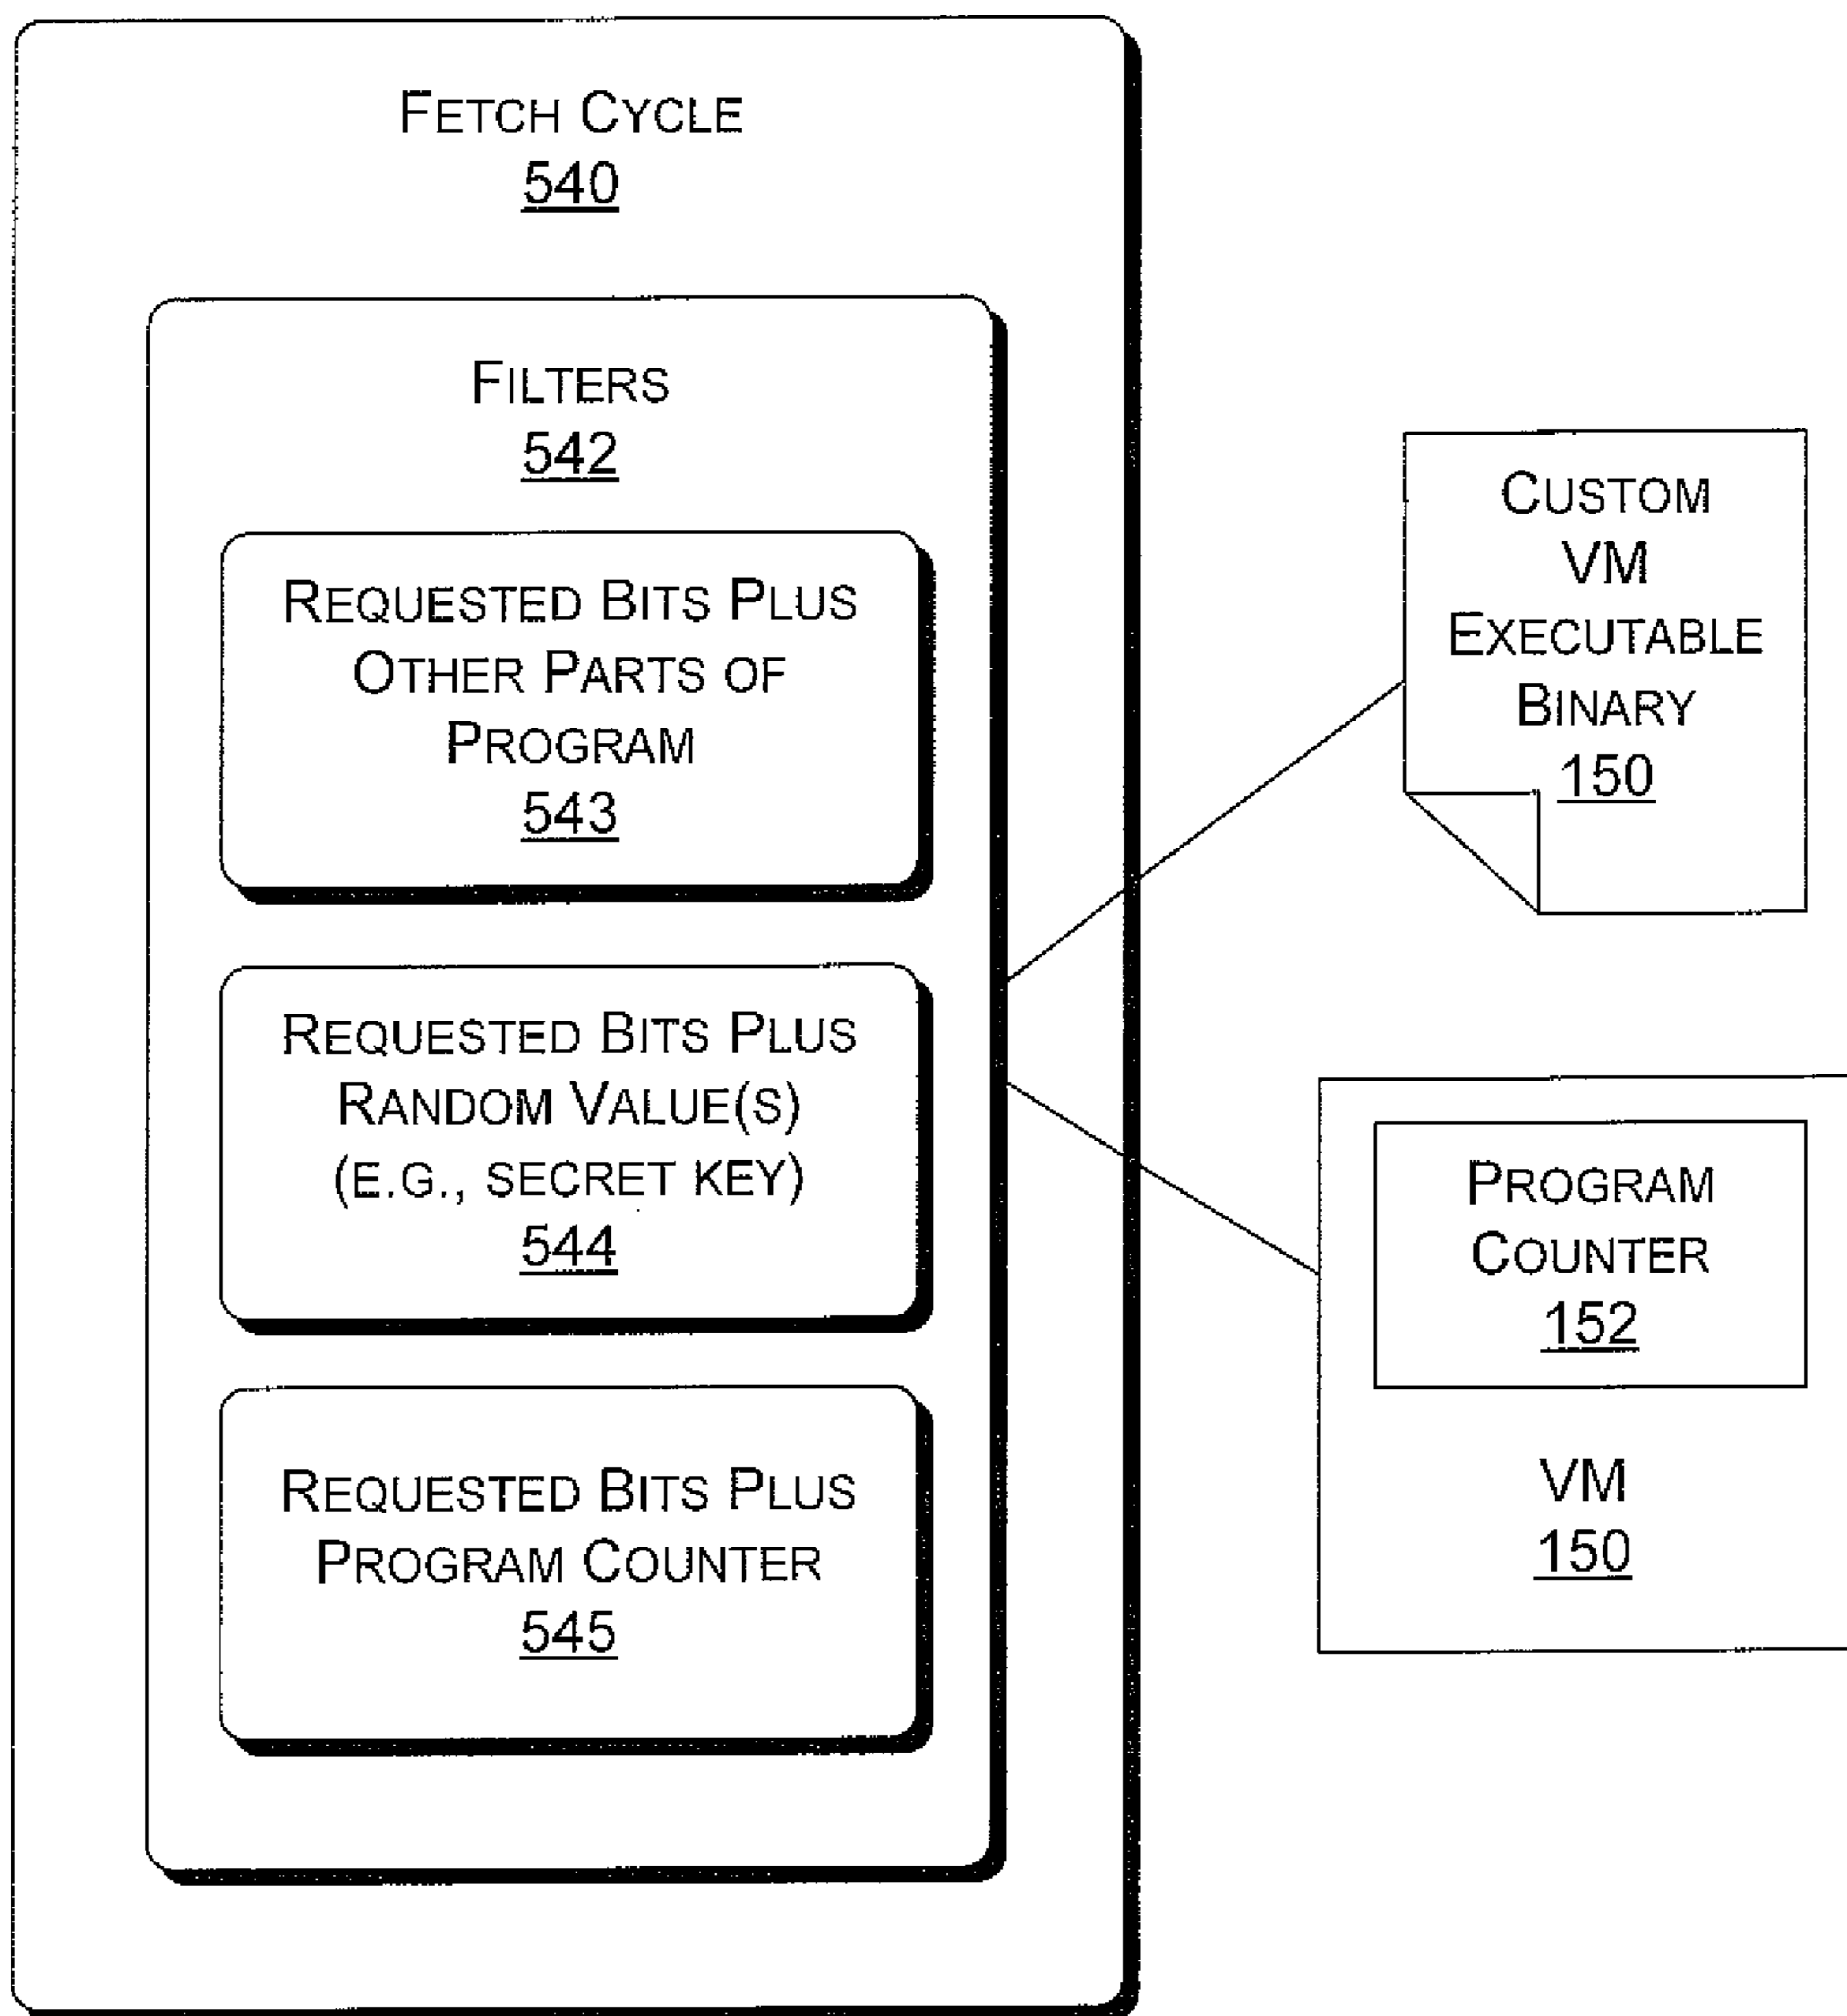 FETCH CYCLE
540
FILTERS
542
REQUESTED BITS PLUS
OTHER PARTS OF
PROGRAM
543
REQUESTED BITS PLUS
RANDOM VALUE(S)
(E.G., SECRET KEY)
544
REQUESTED BITS PLUS
PROGRAM COUNTER
545
CUSTOM
VM
EXECUTABLE
BINARY
150
PROGRAM
COUNTER
152
VM
150